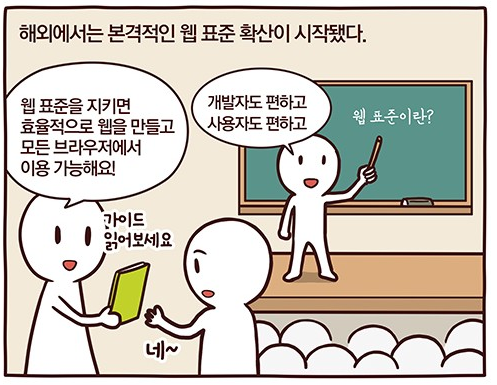 해외에서는 본격적인 웹 표준 확산이 시작됐다.
웹 표준을 지키면
효율적으로 웹을 만들고
모든 브라우저에서
이용 가능해요!
개발자도 편하고
사용자도 편하고
웹 표준이란?
가이드
읽어보세요
네~